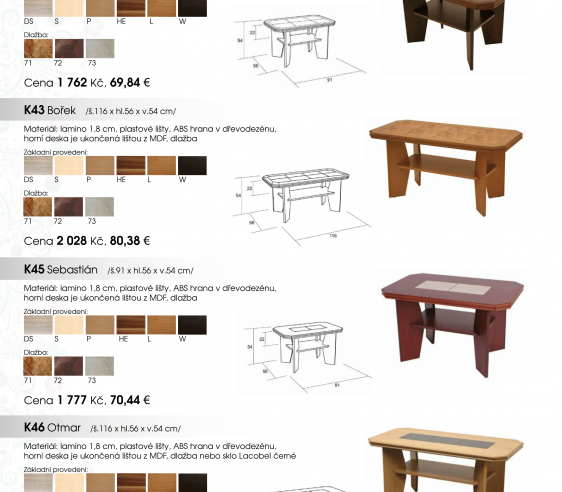 DS S P HE L W
Dlažba:
71 72 73
Cena 1 762 Kč, 69,84 €
54 22 56 91
K43 Bořek /š.116 x hl.56 x v.54 cm/
Materiál: lamino 1,8 cm, plastové lišty, ABS hrana v dřevodezénu,
horní deska je ukončená lištou z MDF, dlažba
Základní provedení:
DS S P HE L W
Dlažba:
71 72 73
Cena 2 028 Kč, 80,38 €
54 22 56 116
K45 Sebastián /š.91 x hl.56 x v.54 cm/
Materiál: lamino 1,8 cm, plastové lišty, ABS hrana v dřevodezénu,
horní deska je ukončená lištou z MDF, dlažba
Základní provedení:
DS S P HE L W
Dlažba:
71 72 73
Cena 1 777 Kč, 70,44 €
54 22 56 91
K46 Otmar /š.116 x hl.56 x v.54 cm/
Materiál: lamino 1,8 cm, plastové lišty, ABS hrana v dřevodezénu,
horní deska je ukončená lištou z MDF, dlažba nebo sklo Lacobel černé
Základní provedení: